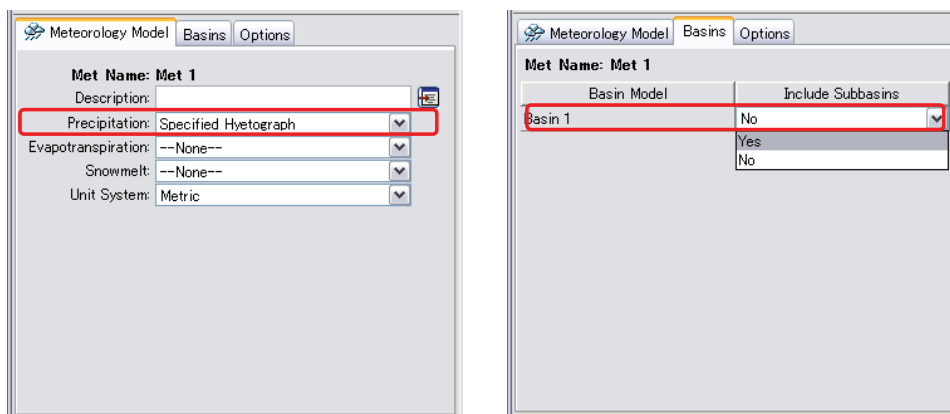 Meteorology Model Basins Options
Met Name: Met 1
Description:
Precipitation: Specified Hyetograph
Evapotranspiration: --None--
Snowmelt: --None--
Unit System: Metric
Meteorology Model Basins Options
Met Name: Met 1
Basin Model Include Subbasins
Basin 1 No
Yes
No